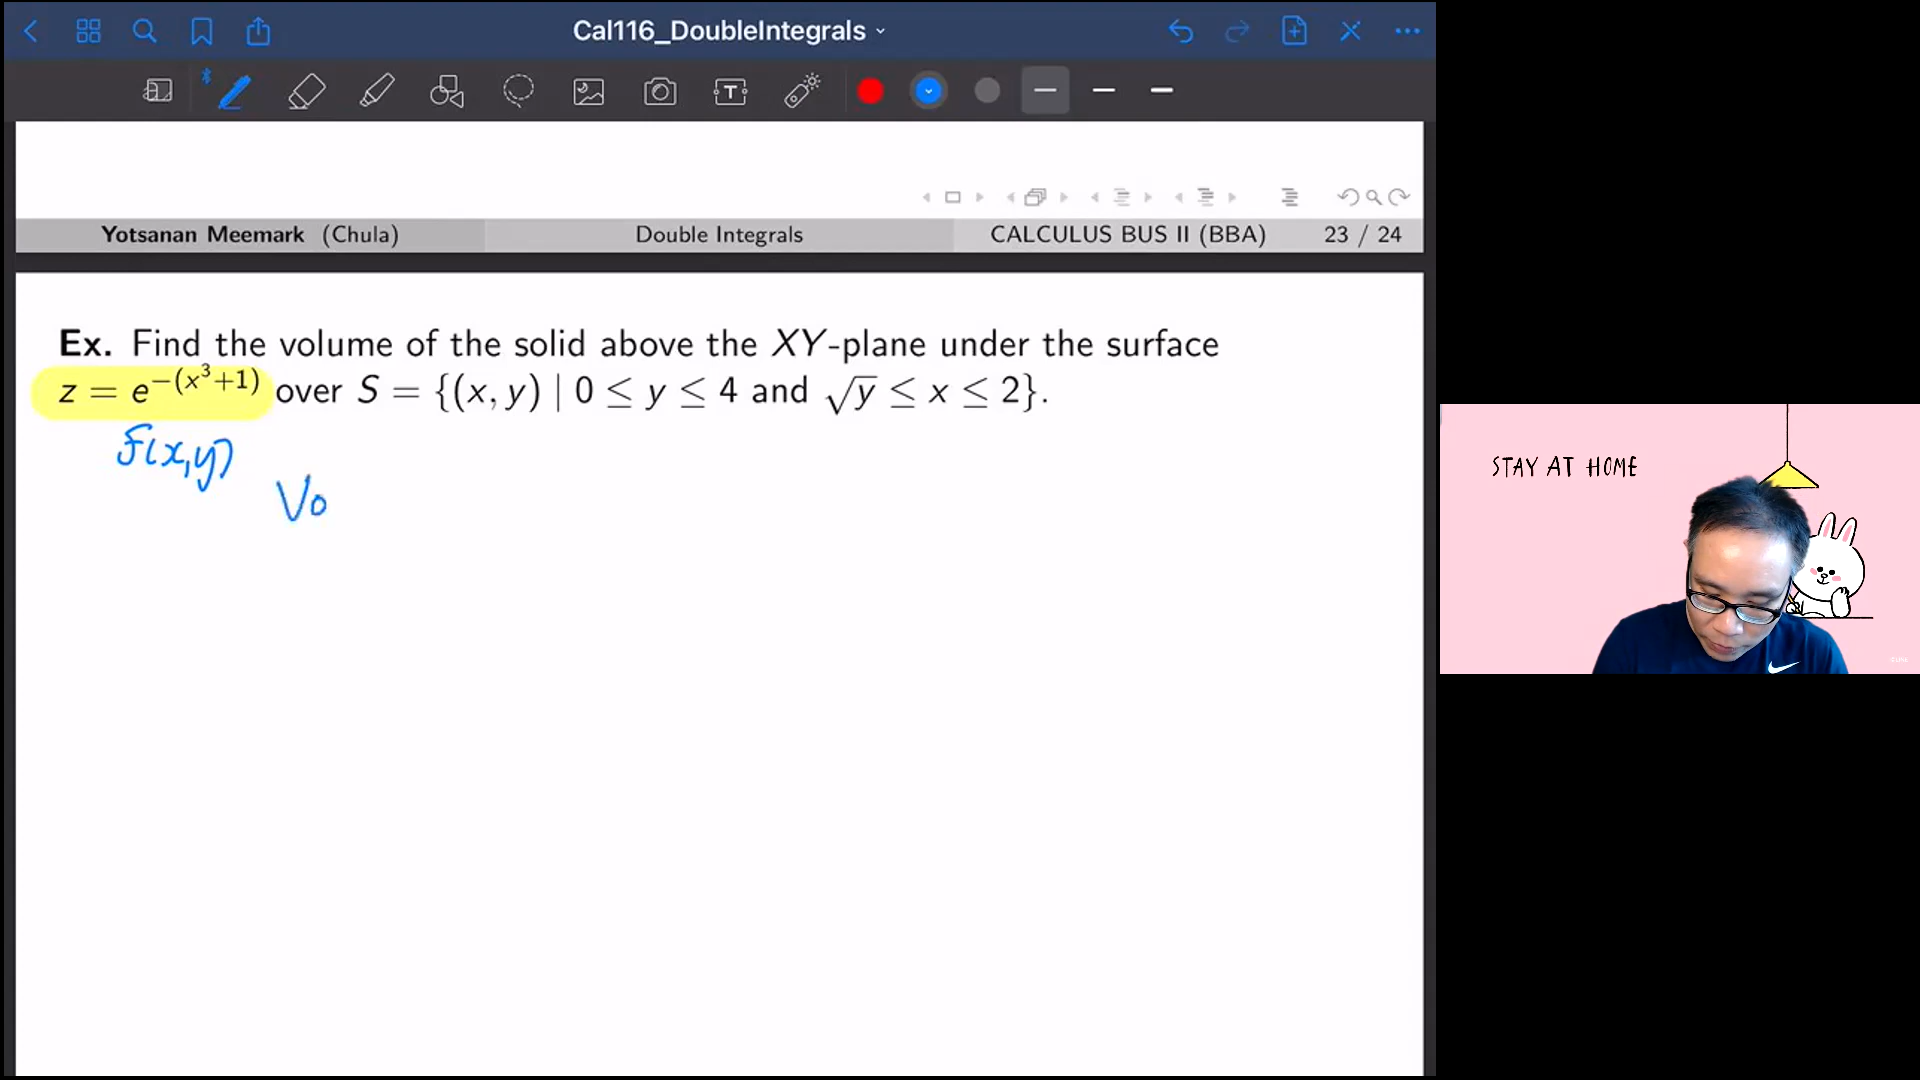 Cal116_DoubleIntegrals
T
Yotsanan Meemark (Chula) Double Integrals CALCULUS BUS II (BBA) 23 / 24
Ex. Find the volume of the solid above the XY-plane under the surface
z = e^{-(x^3+1)} over S = {(x, y) | 0 ≤ y ≤ 4 and √y ≤ x ≤ 2}.
f(x,y)
Vo
STAY AT HOME